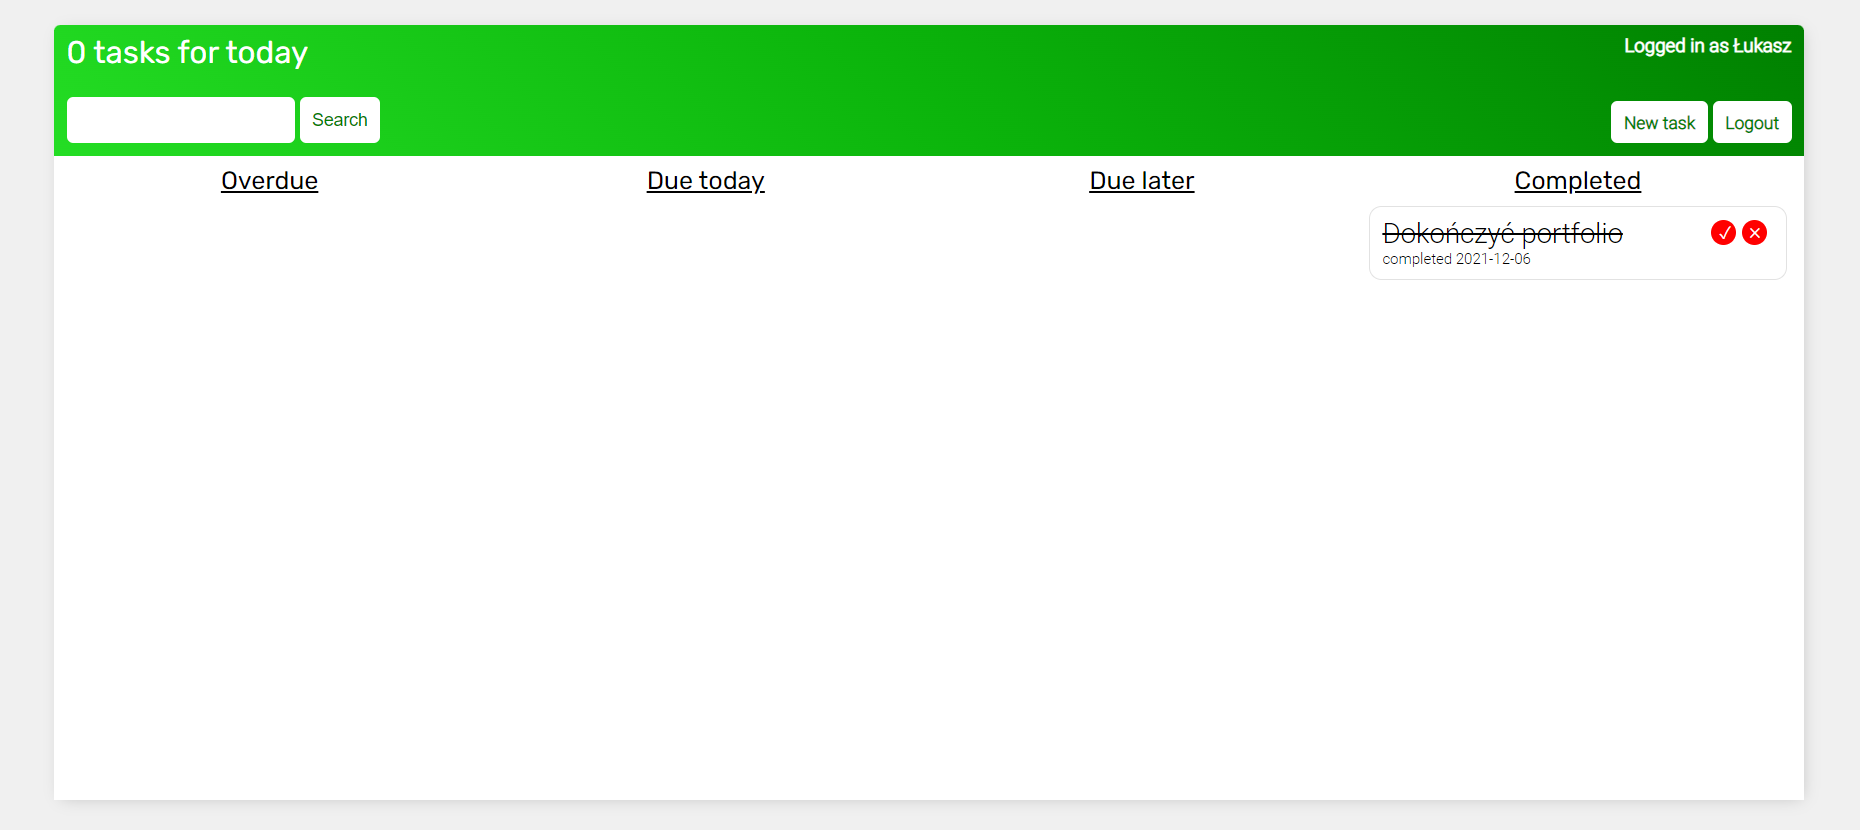 0 tasks for today
Logged in as Łukasz
Search
New task
Logout
Overdue
Due today
Due later
Completed
Dokończyć portfolio
completed 2021-12-06